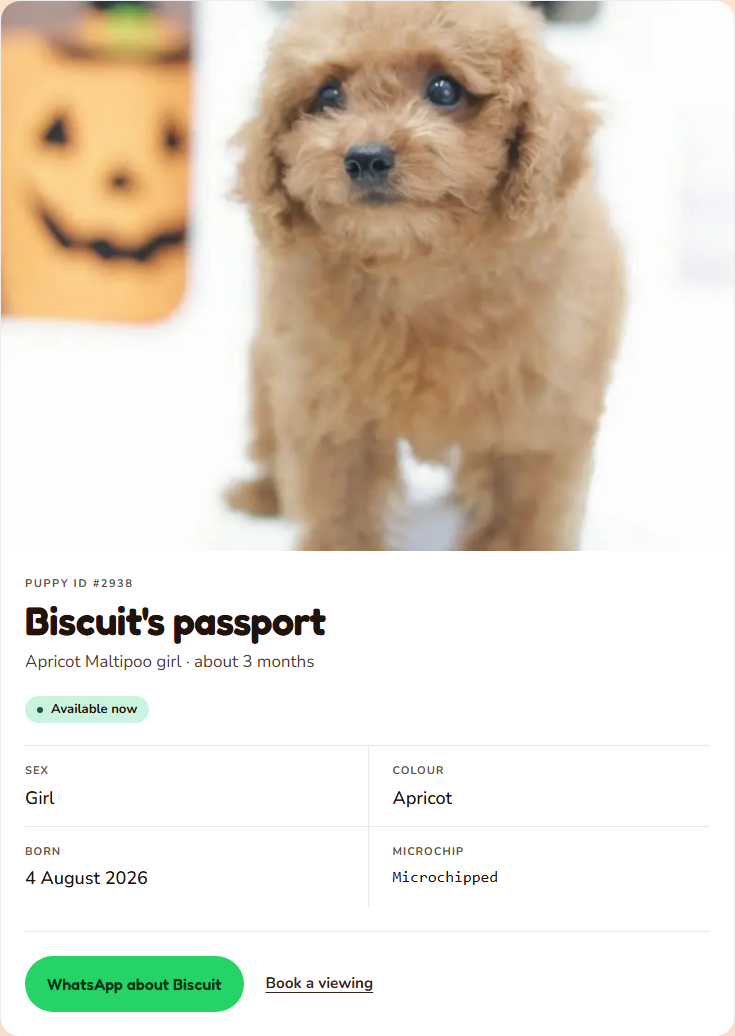 PUPPY ID #2938
Biscuit's passport
Apricot Maltipoo girl · about 3 months
Available now
SEX
Girl
COLOUR
Apricot
BORN
4 August 2026
MICROCHIP
Microchipped
WhatsApp about Biscuit
Book a viewing